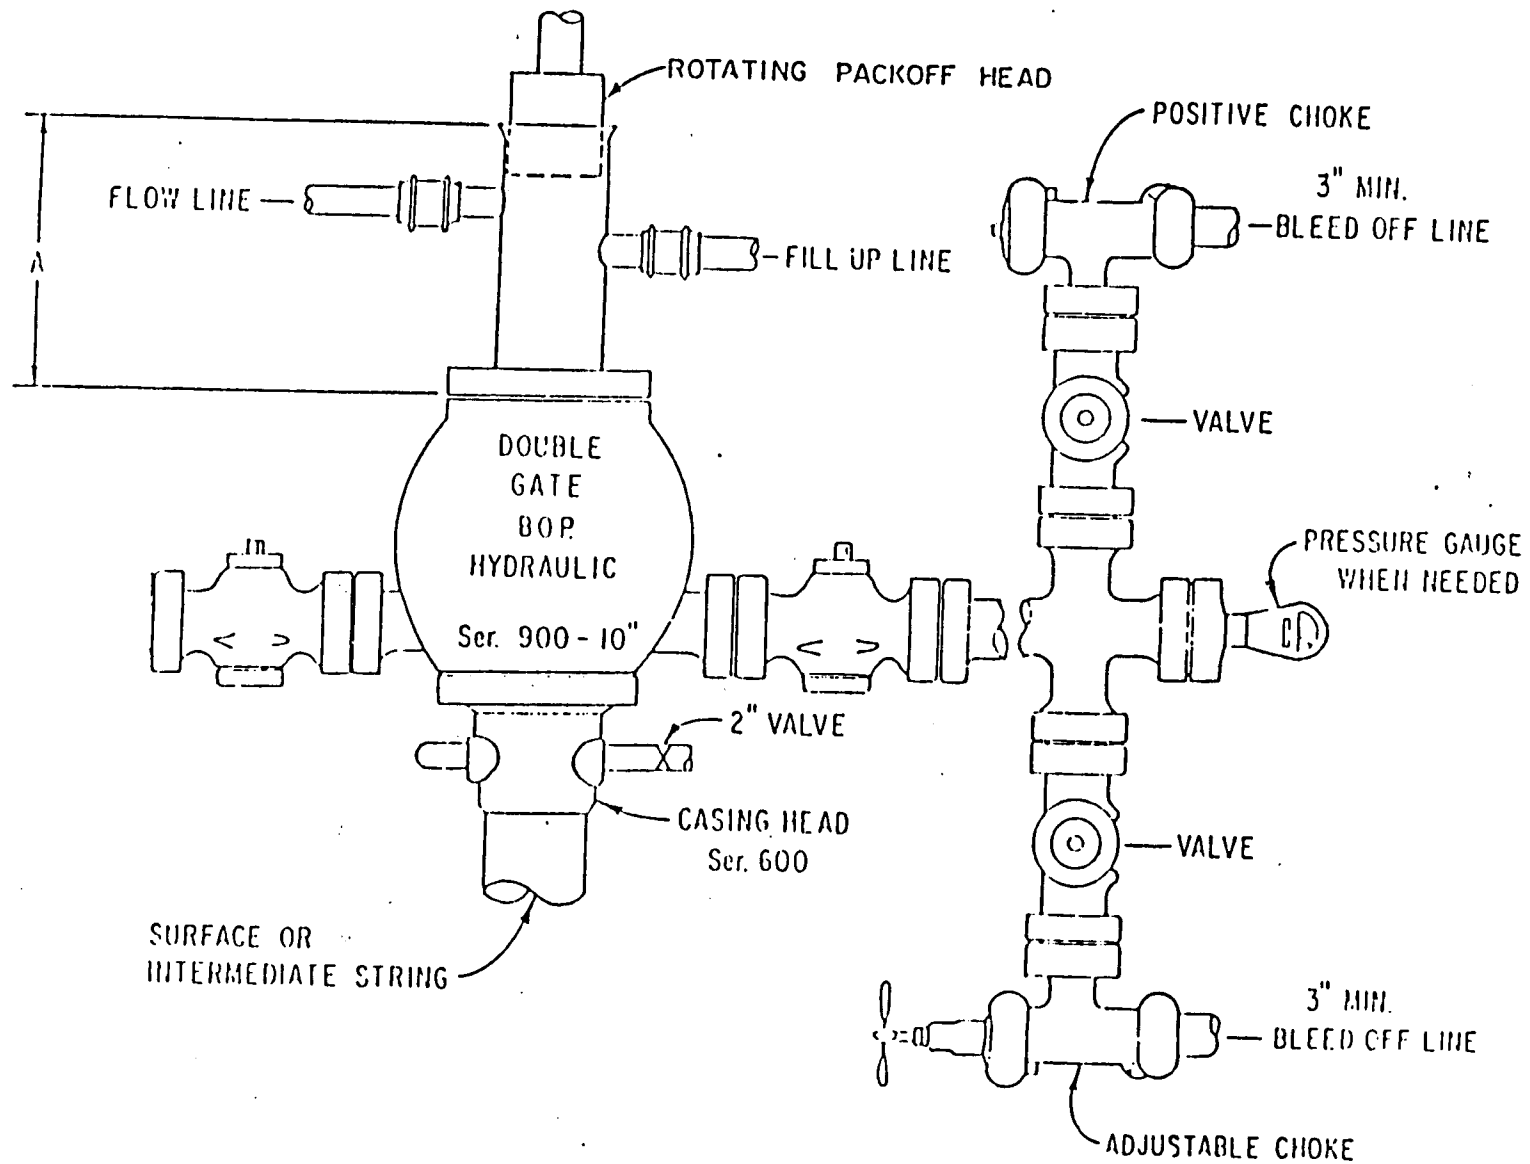 ROTATING PACKOFF HEAD
POSITIVE CHOKE
3" MIN.
BLEED OFF LINE
FLOW LINE
A
FILL UP LINE
VALVE
DOUBLE
GATE
B.O.P.
HYDRAULIC
Ser. 900-10"
PRESSURE GAUGE
WHEN NEEDED
2" VALVE
CASING HEAD
Ser. 600
VALVE
SURFACE OR
INTERMEDIATE STRING
3" MIN.
BLEED OFF LINE
ADJUSTABLE CHOKE